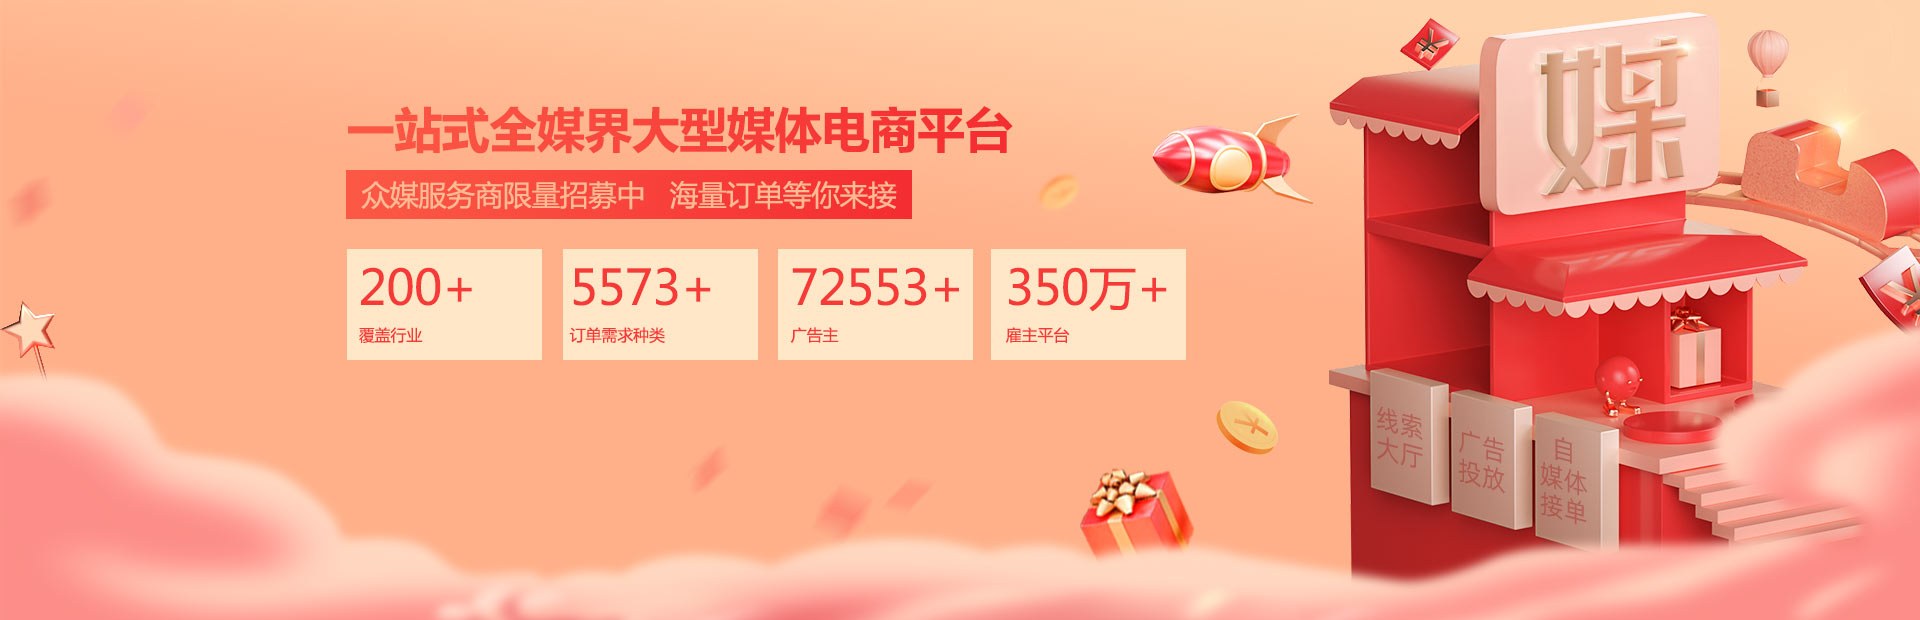 一站式全媒界大型媒体电商平台
众媒服务商限量招募中 海量订单等你来接
200+
覆盖行业
5573+
订单需求种类
72553+
广告主
350万+
雇主平台
媒
¥
线索
大厅
广告
投放
自
媒体
接单
¥